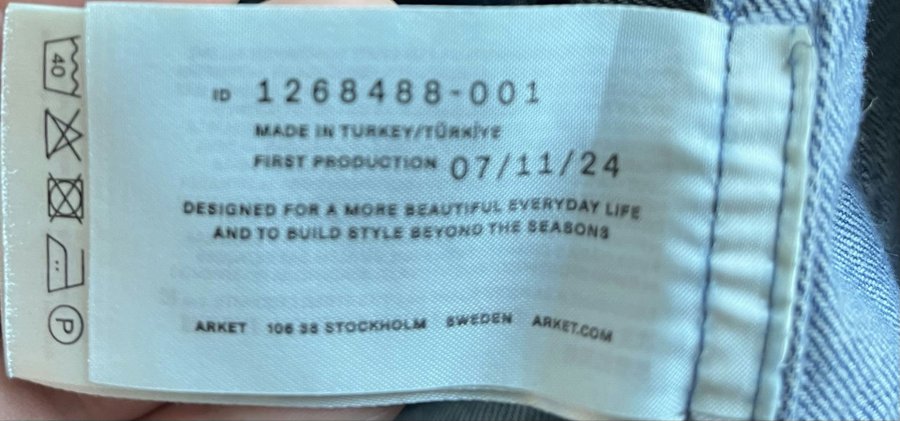 40
P
ID 1268488-001
MADE IN TURKEY/TÜRKİYE
FIRST PRODUCTION 07/11/24
DESIGNED FOR A MORE BEAUTIFUL EVERYDAY LIFE
AND TO BUILD STYLE BEYOND THE SEASONS
ARKET 106 38 STOCKHOLM SWEDEN ARKET.COM